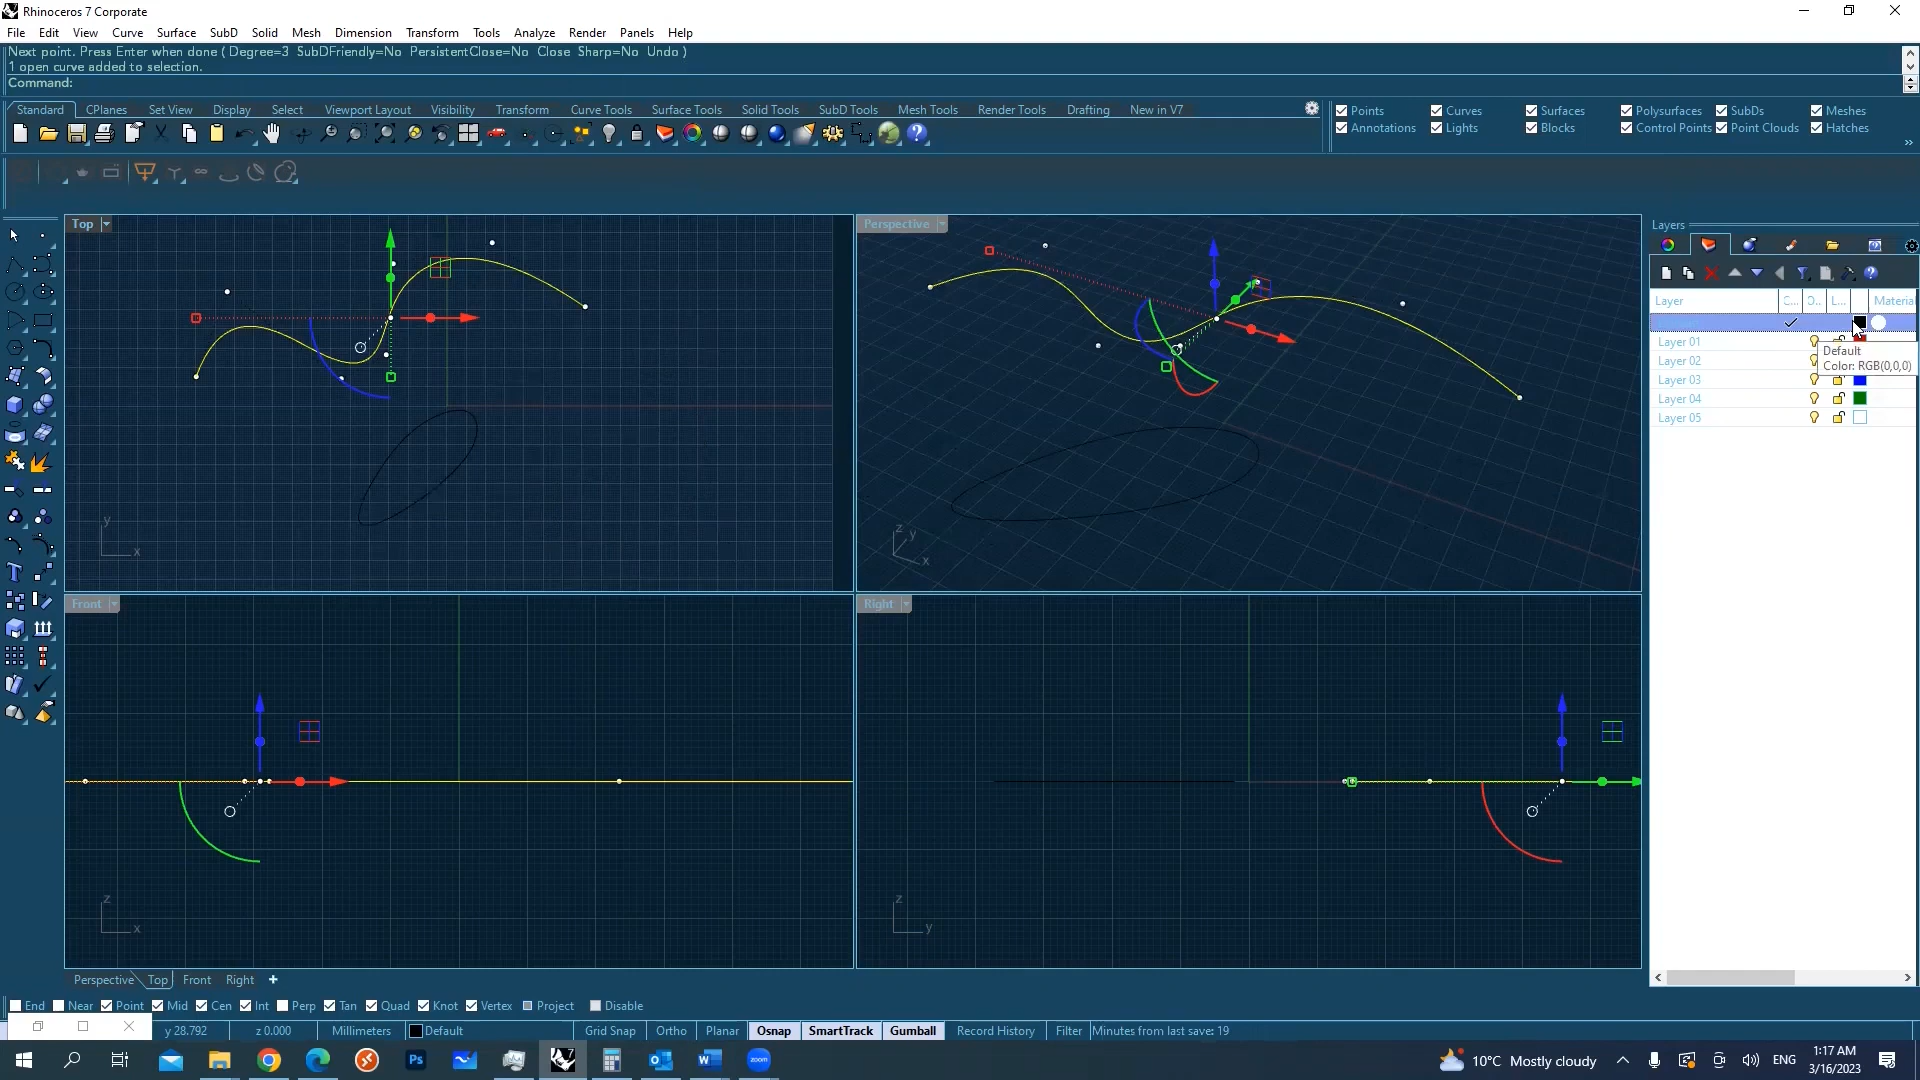 Rhinoceros 7 Corporate
File Edit View Curve Surface SubD Solid Mesh Dimension Transform Tools Analyze Render Panels Help
Next point. Press Enter when done ( Degree=3 SubDFriendly=No PersistentClose=No Close Sharp=No Undo )
1 open curve added to selection.
Command:
Standard CPlanes Set View Display Select Viewport Layout Visibility Transform Curve Tools Surface Tools Solid Tools SubD Tools Mesh Tools Render Tools Drafting New in V7
Points Curves Surfaces Polysurfaces SubDs Meshes
Annotations Lights Blocks Control Points Point Clouds Hatches
Top
Perspective
Layers
Layer C... O.. L... Material
Layer 01
Layer 02
Layer 03
Layer 04
Layer 05
Default
Color: RGB(0,0,0)
y
x
z
y
x
Front
Right
z
x
z
y
Perspective Top Front Right
End Near Point Mid Cen Int Perp Tan Quad Knot Vertex Project Disable
y 28.792 z 0.000 Millimeters Default Grid Snap Ortho Planar Osnap SmartTrack Gumball Record History Filter Minutes from last save: 19
Ps
zoom
10°C Mostly cloudy
ENG
1:17 AM
3/16/2023